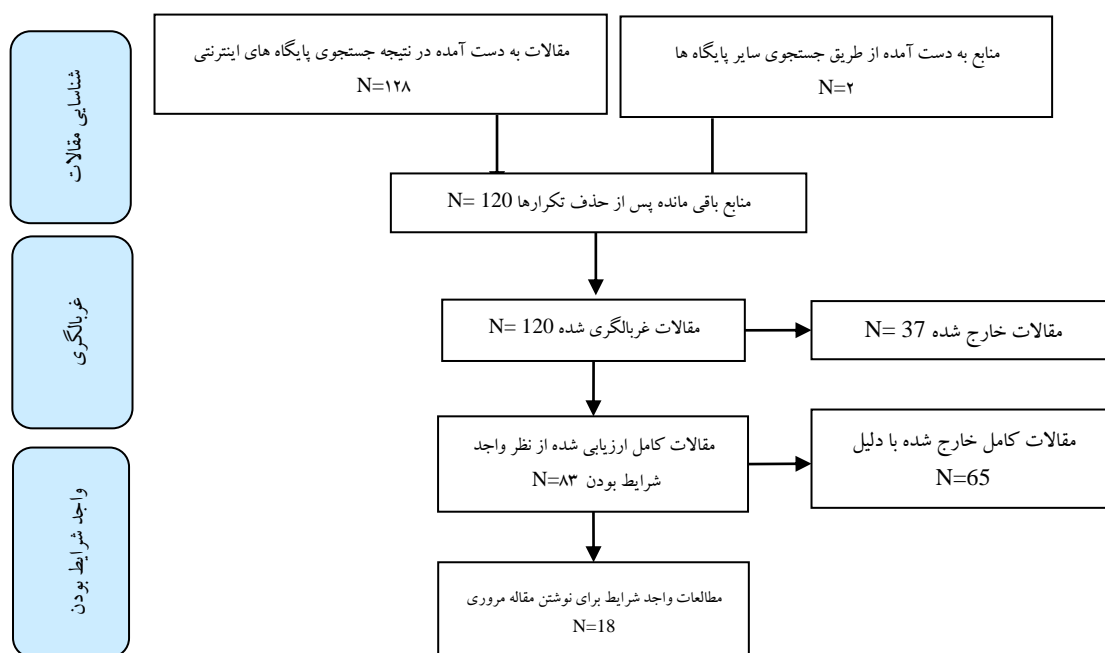 شناسایی مقالات
مقالات به دست آمده در نتیجه جستجوی پایگاه های اینترنتی
N=۱۲۸
منابع به دست آمده از طریق جستجوی سایر پایگاه ها
N=۲
منابع باقی مانده پس از حذف تکرارها N= 120
غربالگری
مقالات غربالگری شده N= 120
مقالات خارج شده N= 37
واجد شرایط بودن
مقالات کامل ارزیابی شده از نظر واجد
شرایط بودن N=۸۳
مقالات کامل خارج شده با دلیل
N=65
مطالعات واجد شرایط برای نوشتن مقاله مروری
N=18